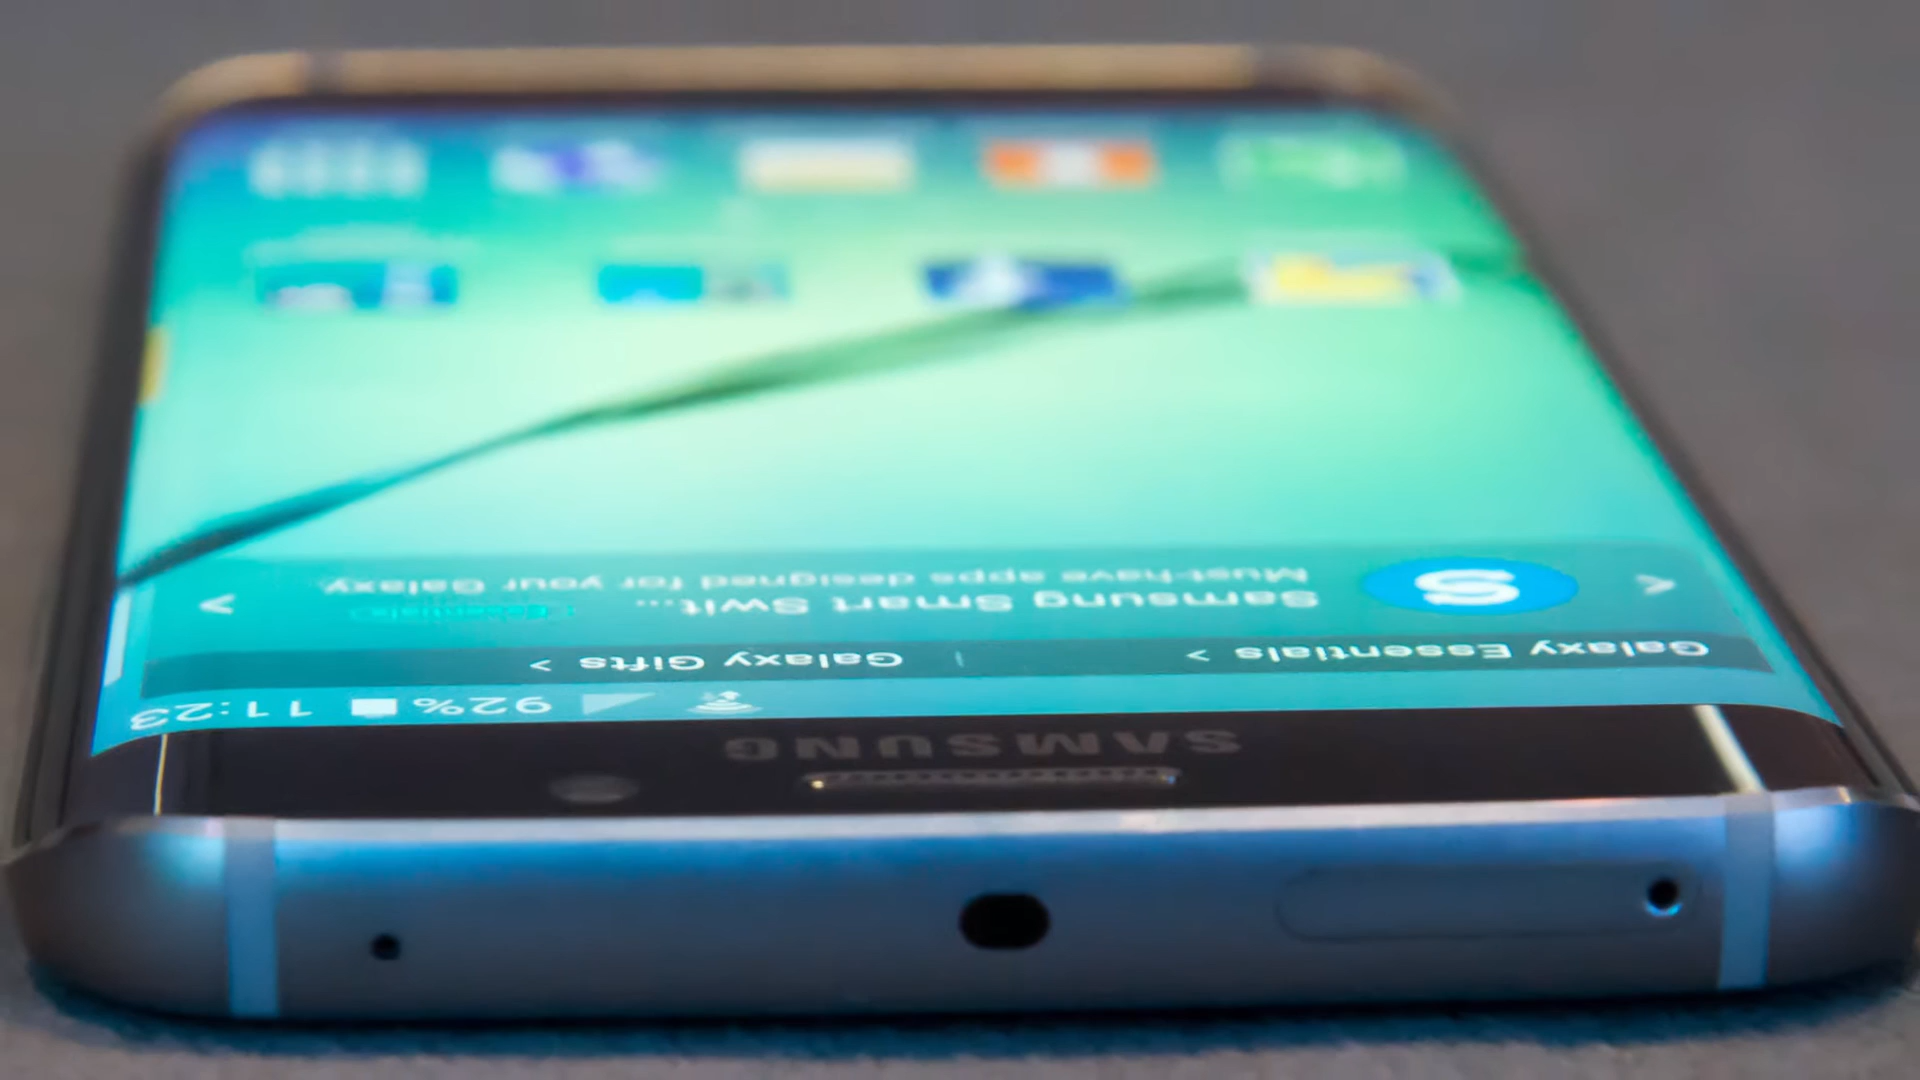 SAMSUNG
92% 11:23
Galaxy Essentials > | Galaxy Gifts >
Samsung Smart Swit...
Must-have apps designed for your Galaxy.